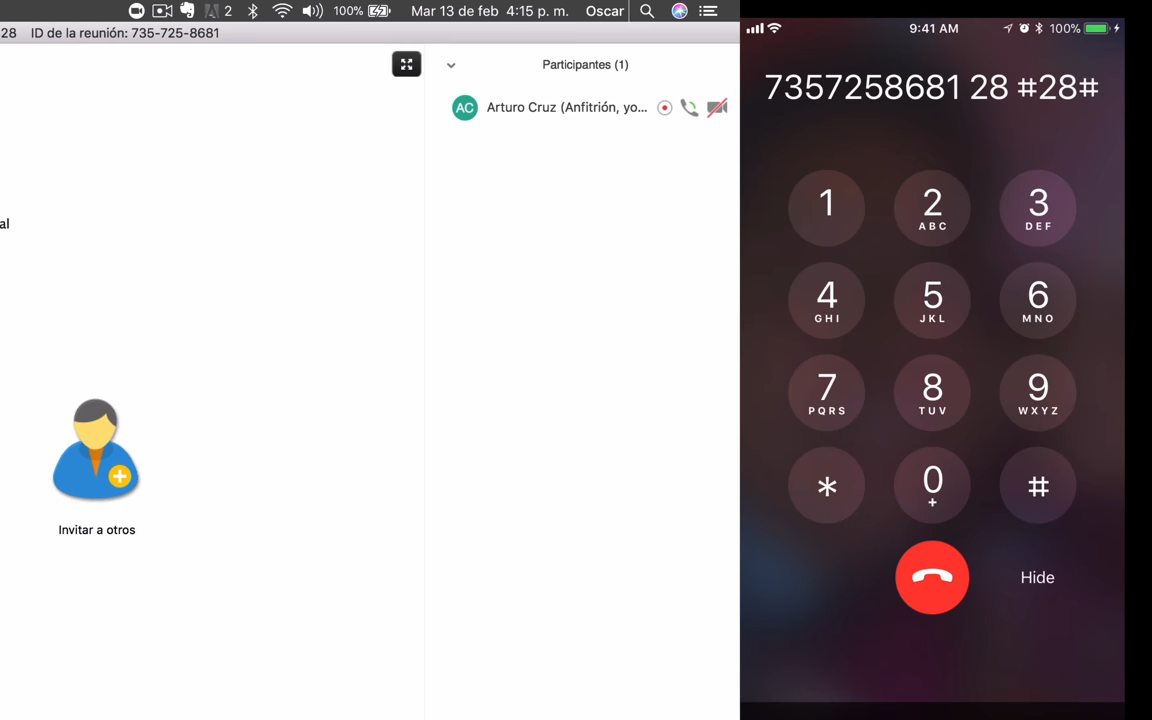 2 100% Mar 13 de feb 4:15 p. m. Oscar
28 ID de la reunión: 735-725-8681
Participantes (1)
AC Arturo Cruz (Anfitrión, yo...
al
Invitar a otros
9:41 AM 100%
7357258681 28 #28#
1
2 ABC
3 DEF
4 GHI
5 JKL
6 MNO
7 PQRS
8 TUV
9 WXYZ
*
0 +
#
Hide